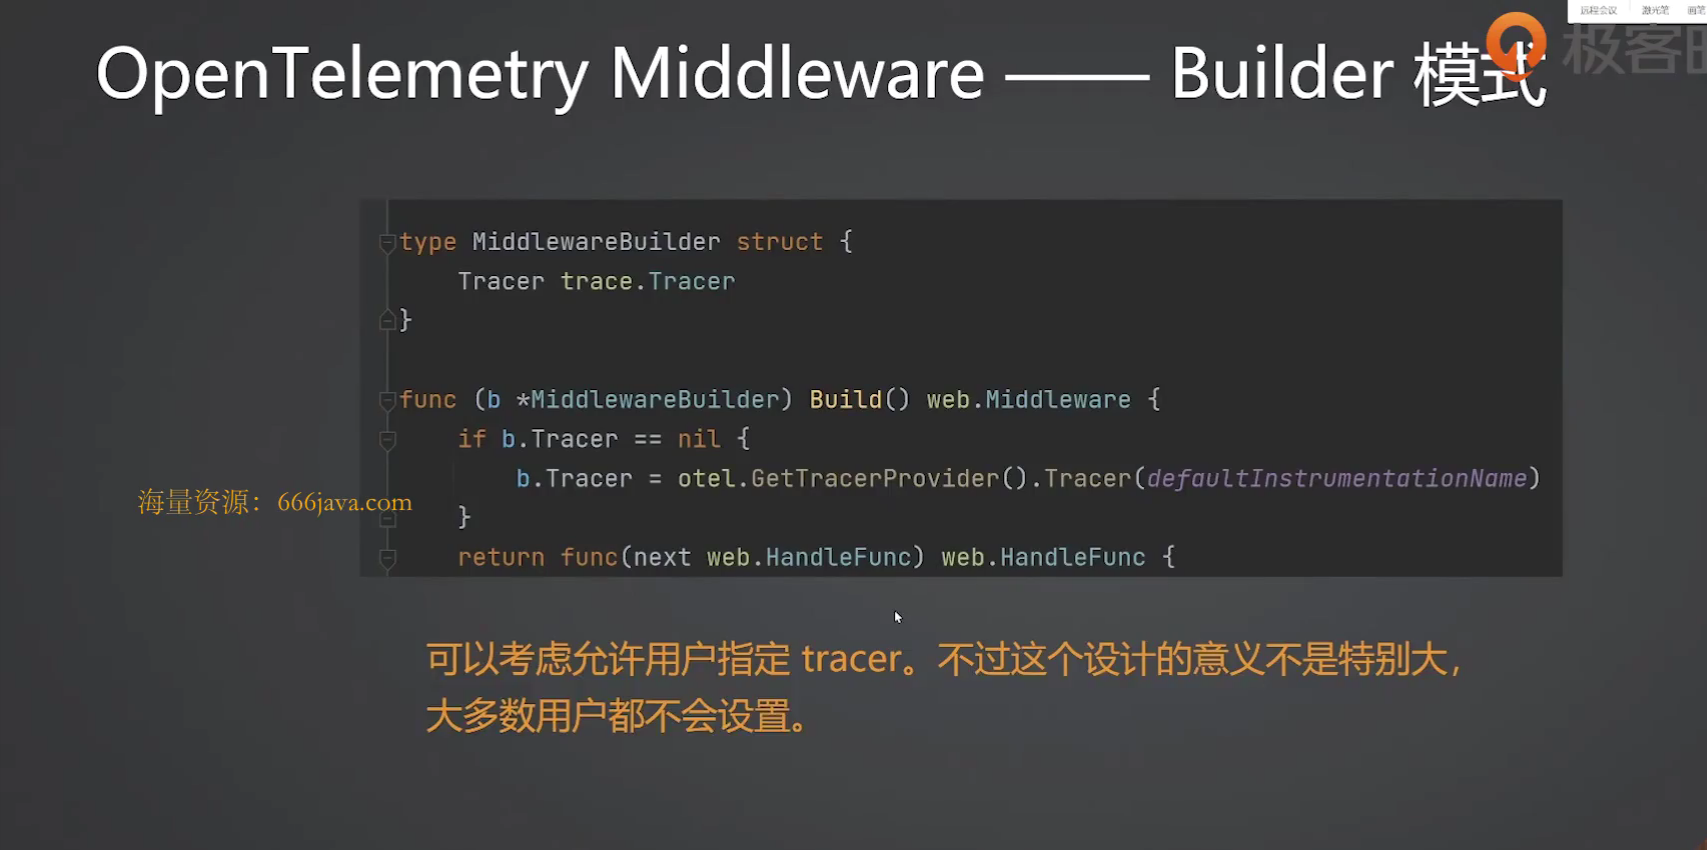 远程会议 激光笔 画笔
OpenTelemetry Middleware —— Builder 模式
极客
type MiddlewareBuilder struct {
Tracer trace.Tracer
}
func (b *MiddlewareBuilder) Build() web.Middleware {
if b.Tracer == nil {
b.Tracer = otel.GetTracerProvider().Tracer(defaultInstrumentationName)
海量资源：666java.com
}
return func(next web.HandleFunc) web.HandleFunc {
可以考虑允许用户指定 tracer。不过这个设计的意义不是特别大，
大多数用户都不会设置。